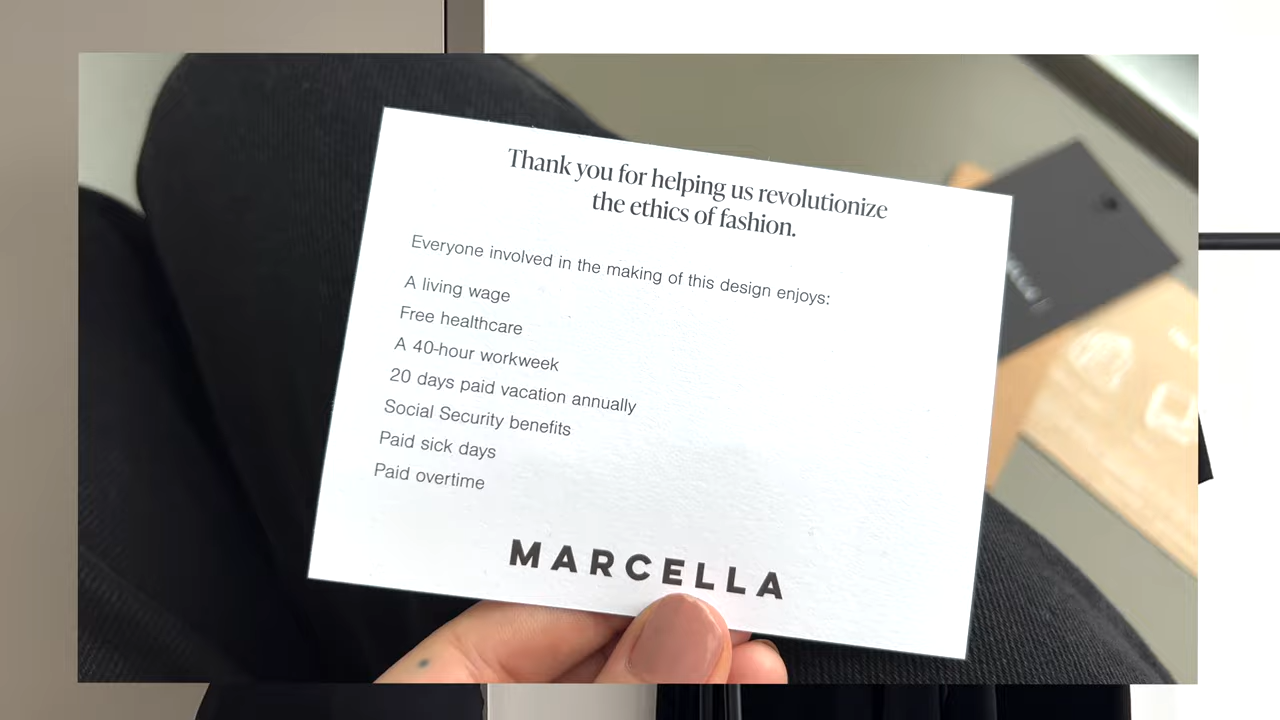 Thank you for helping us revolutionize
the ethics of fashion.
Everyone involved in the making of this design enjoys:
A living wage
Free healthcare
A 40-hour workweek
20 days paid vacation annually
Social Security benefits
Paid sick days
Paid overtime
MARCELLA